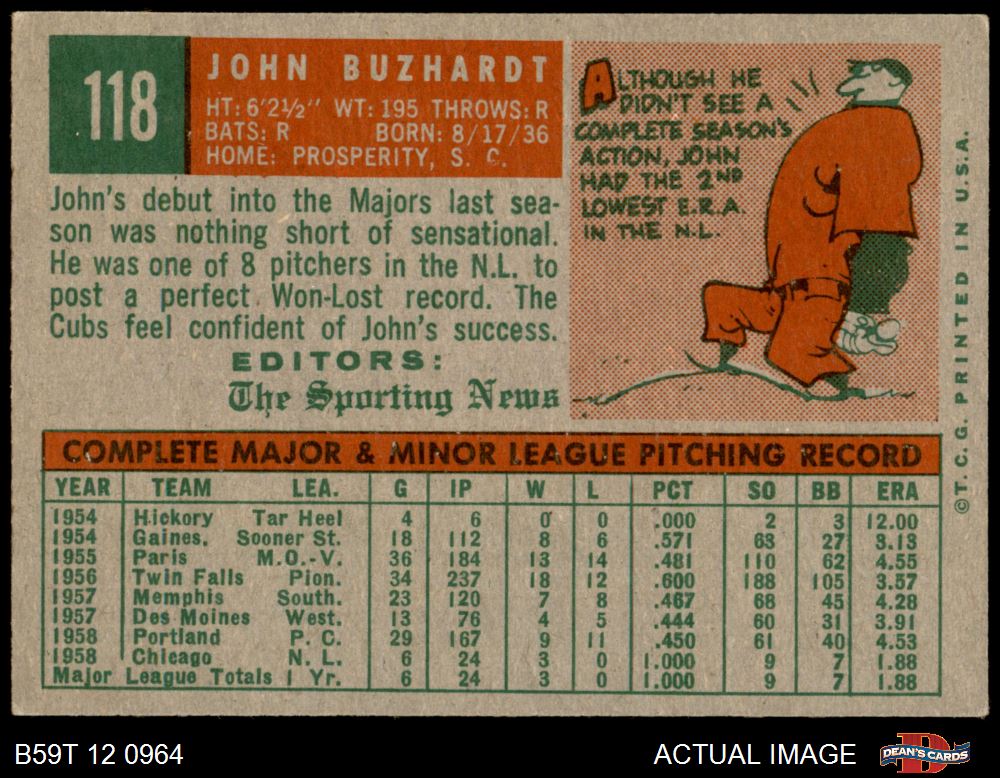 118
JOHN BUZHARDT
HT: 6'2½" WT: 195 THROWS: R
BATS: R BORN: 8/17/36
HOME: PROSPERITY, S. C.
John's debut into the Majors last sea-
son was nothing short of sensational.
He was one of 8 pitchers in the N.L. to
post a perfect Won-Lost record. The
Cubs feel confident of John's success.
EDITORS:
The Sporting News
ALTHOUGH HE
DIDN'T SEE A
COMPLETE SEASON'S
ACTION, JOHN
HAD THE 2ND
LOWEST E.R.A.
IN THE N.L.
©T. C. G. PRINTED IN U.S.A.
COMPLETE MAJOR & MINOR LEAGUE PITCHING RECORD
YEAR TEAM LEA. G IP W L PCT SO BB ERA
1954 Hickory Tar Heel 4 6 0 0 .000 2 3 12.00
1954 Gaines. Sooner St. 18 112 8 6 .571 63 27 3.13
1955 Paris M.O.-V. 36 184 13 14 .481 110 62 4.55
1956 Twin Falls Pion. 34 237 18 12 .600 188 105 3.57
1957 Memphis South. 23 120 7 8 .467 68 45 4.28
1957 Des Moines West. 13 76 4 5 .444 60 31 3.91
1958 Portland P. C. 29 167 9 11 .450 61 40 4.53
1958 Chicago N. L. 6 24 3 0 1.000 9 7 1.88
Major League Totals 1 Yr. 6 24 3 0 1.000 9 7 1.88
B59T 12 0964
ACTUAL IMAGE
DEAN'S CARDS